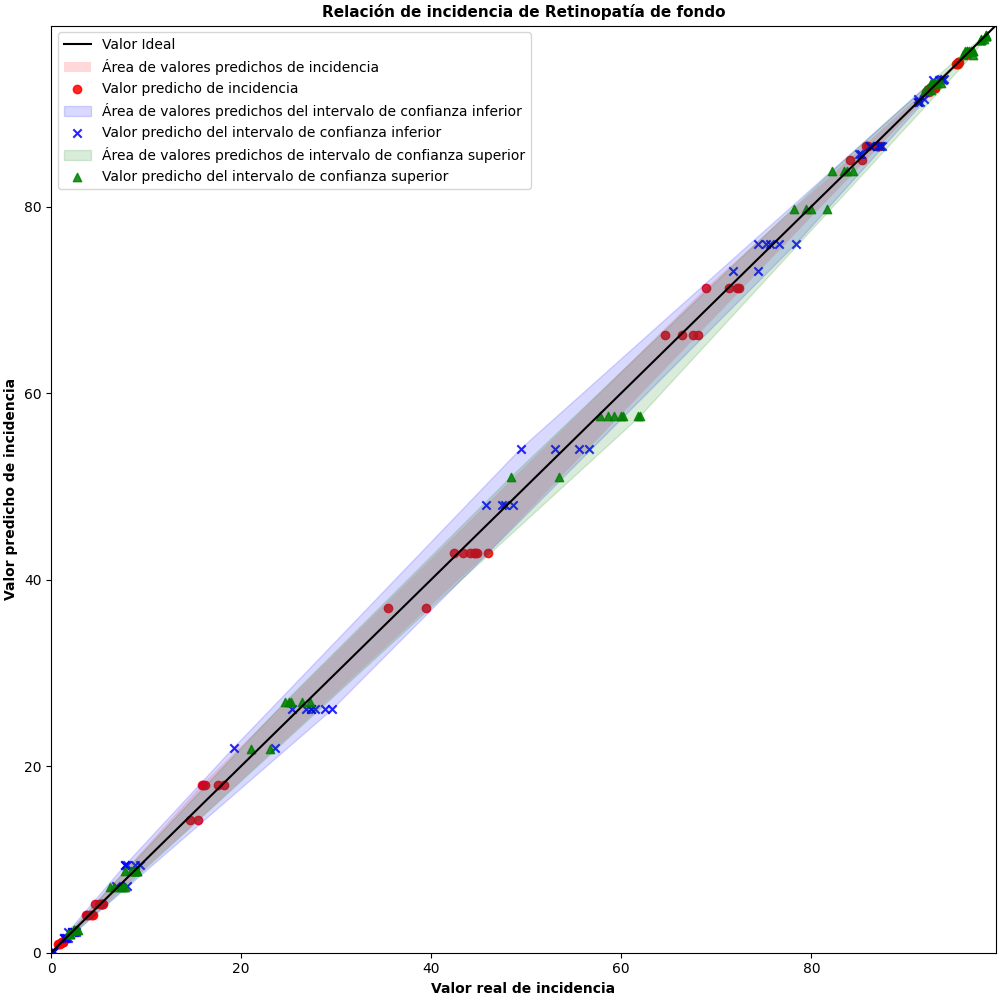 Relación de incidencia de Retinopatía de fondo
Valor Ideal
Área de valores predichos de incidencia
Valor predicho de incidencia
Área de valores predichos del intervalo de confianza inferior
Valor predicho del intervalo de confianza inferior
Área de valores predichos de intervalo de confianza superior
Valor predicho del intervalo de confianza superior
Valor predicho de incidencia
80
60
40
20
0
0 20 40 60 80
Valor real de incidencia